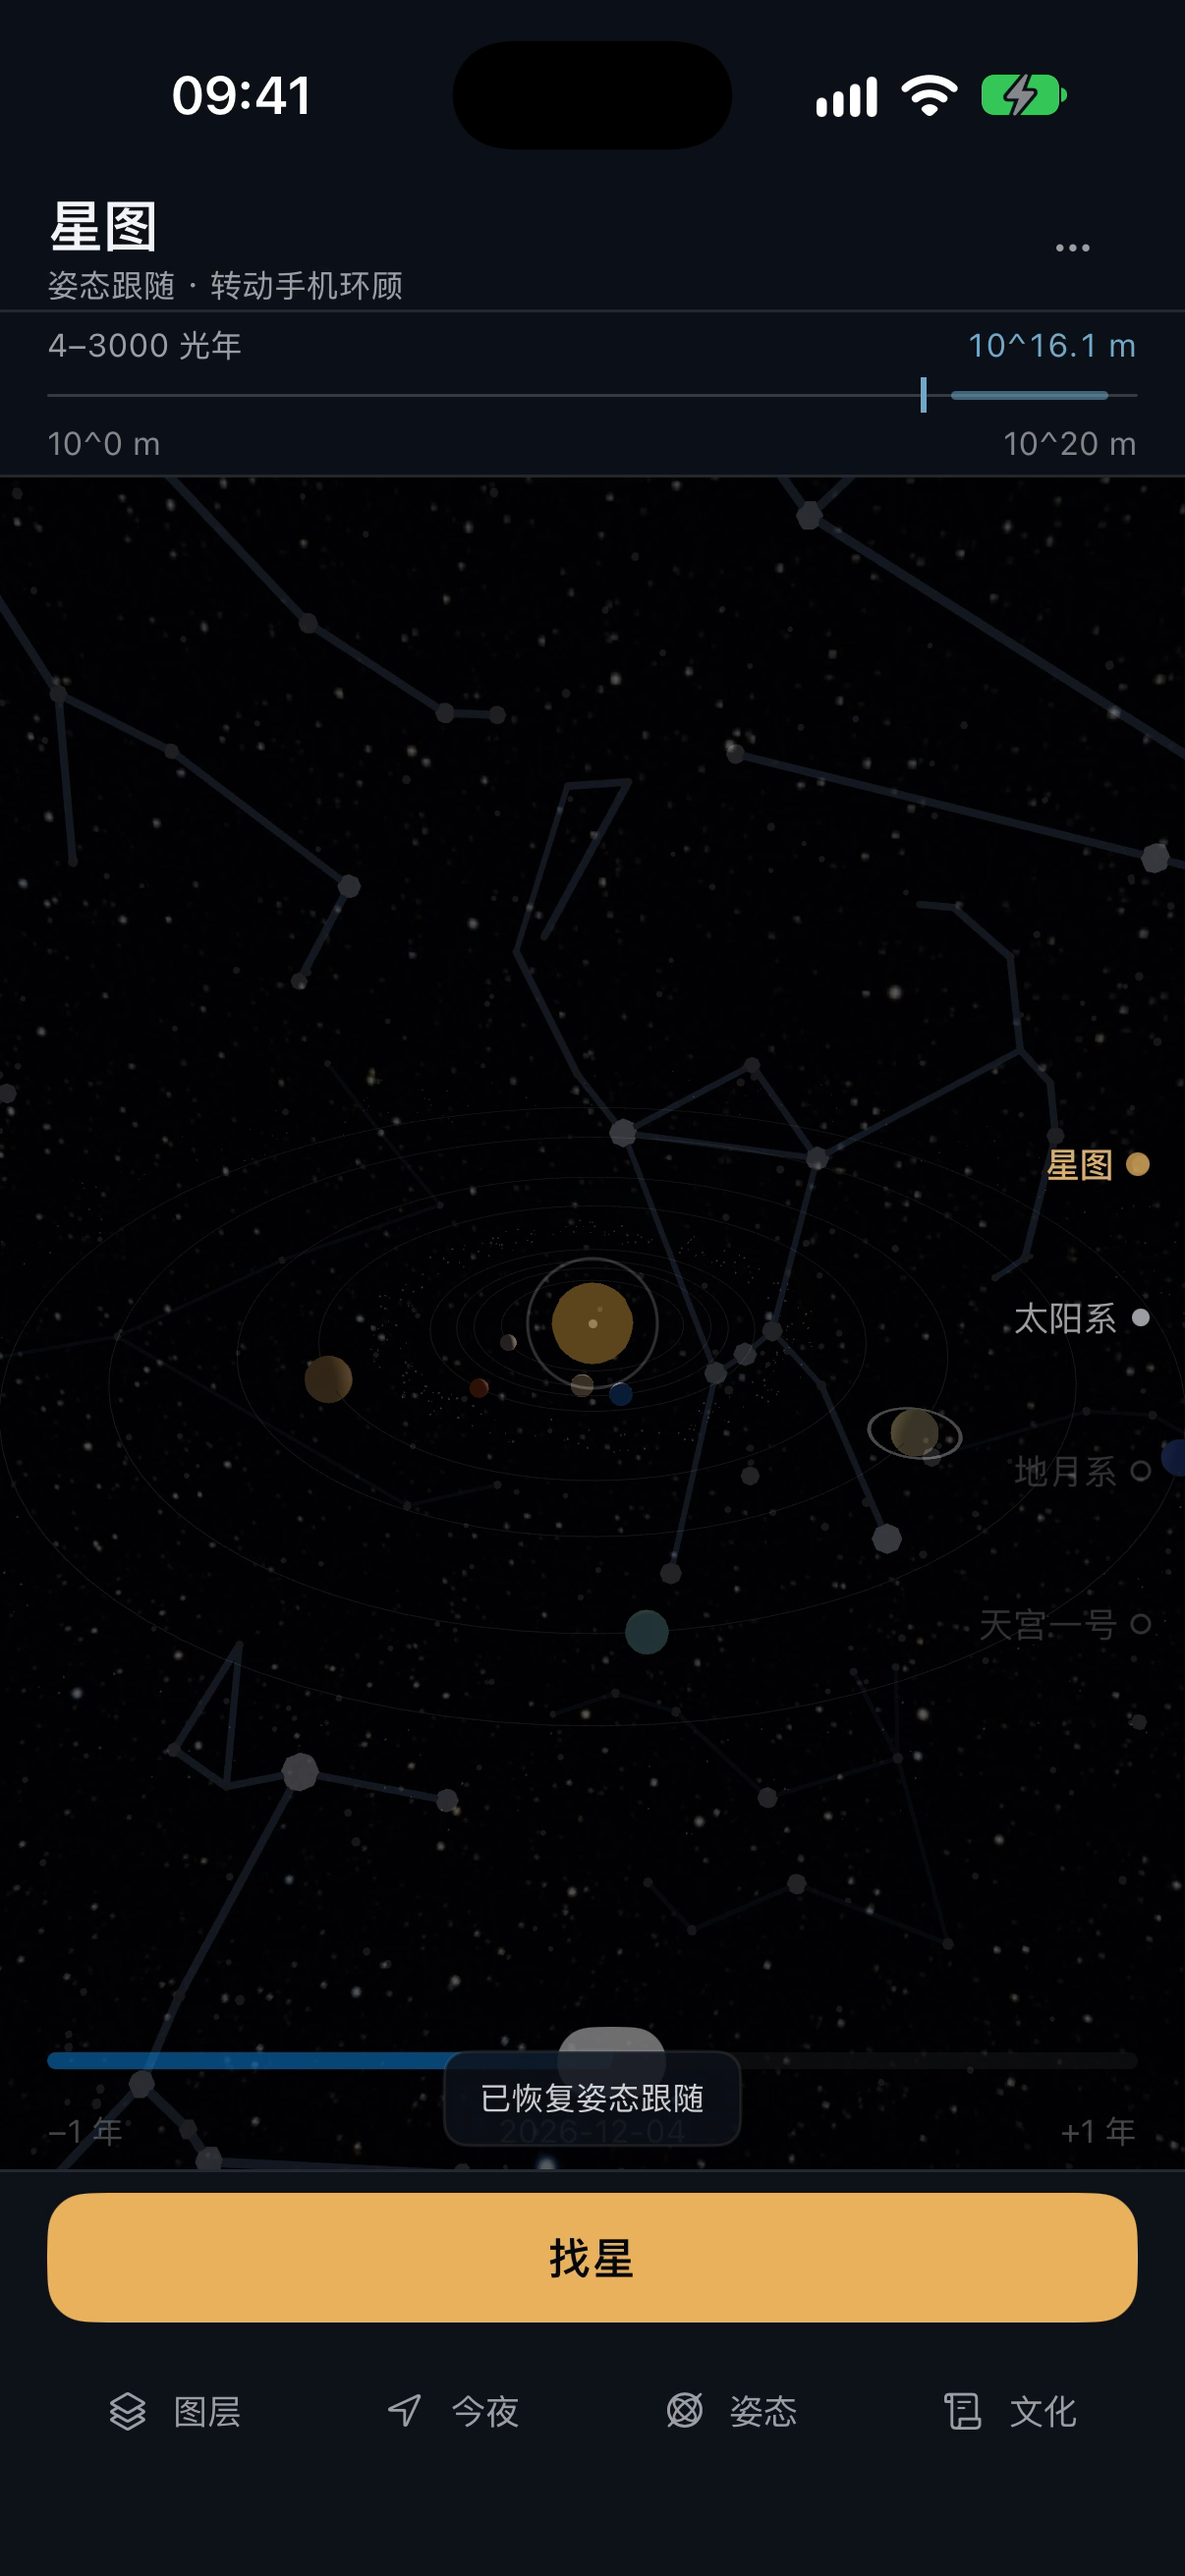 09:41
星图
姿态跟随 · 转动手机环顾
4–3000 光年
10^16.1 m
10^0 m
10^20 m
星图
太阳系
地月系
天宫一号
已恢复姿态跟随
–1 年
2026-12-04
+1 年
找星
图层
今夜
姿态
文化